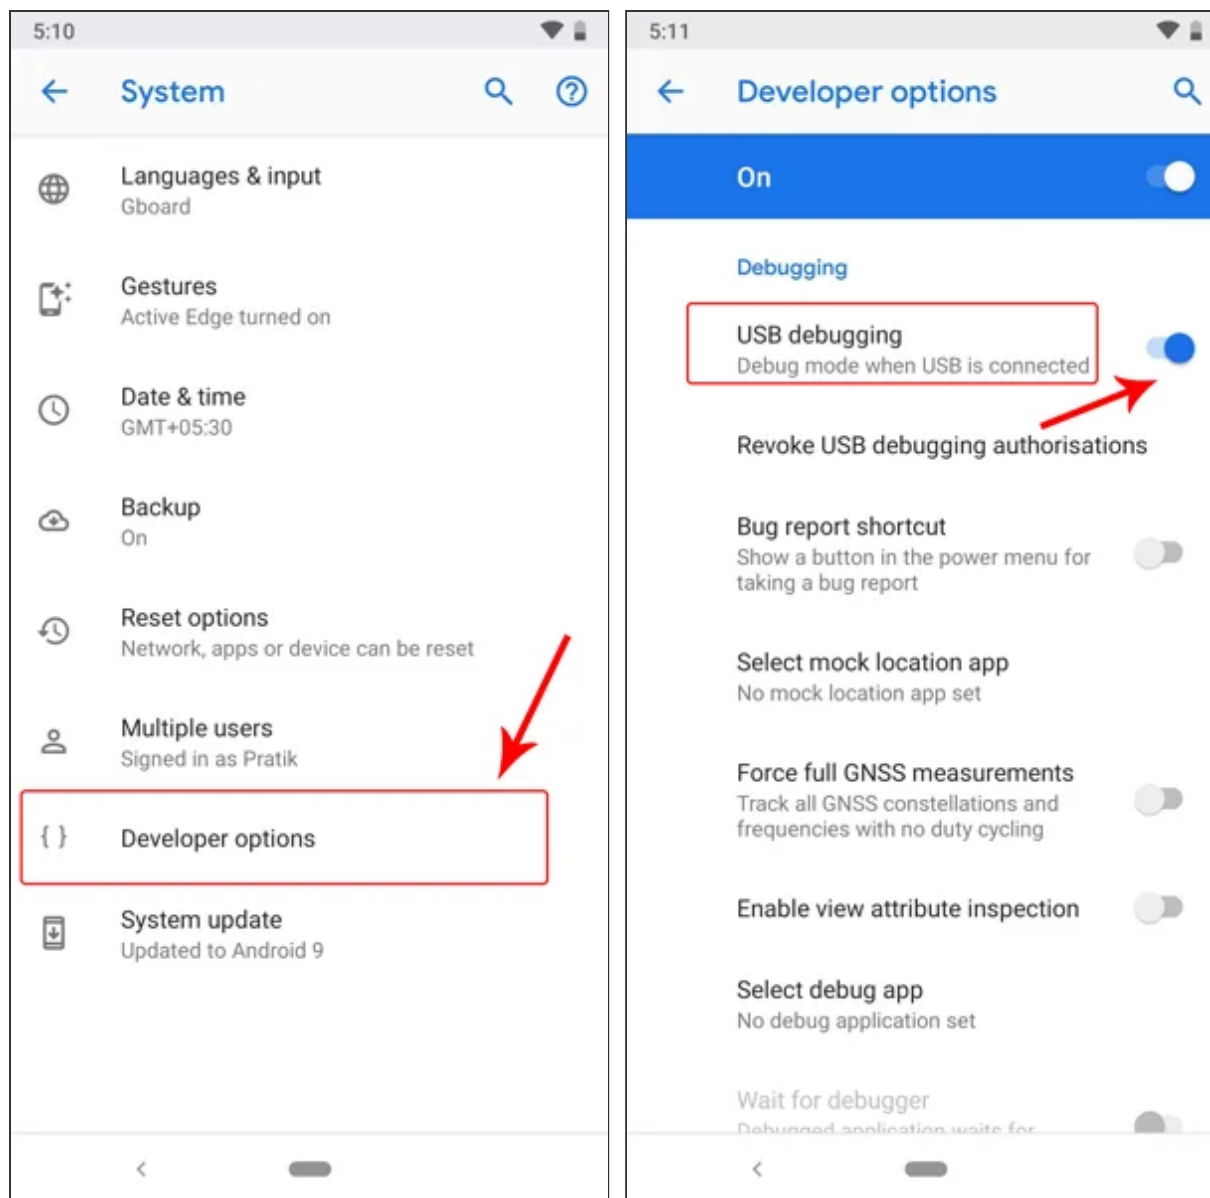 5:10
System
Languages & input
Gboard
Gestures
Active Edge turned on
Date & time
GMT+05:30
Backup
On
Reset options
Network, apps or device can be reset
Multiple users
Signed in as Pratik
{ }
Developer options
System update
Updated to Android 9
5:11
Developer options
On
Debugging
USB debugging
Debug mode when USB is connected
Revoke USB debugging authorisations
Bug report shortcut
Show a button in the power menu for
taking a bug report
Select mock location app
No mock location app set
Force full GNSS measurements
Track all GNSS constellations and
frequencies with no duty cycling
Enable view attribute inspection
Select debug app
No debug application set
Wait for debugger
Debugged application waits for